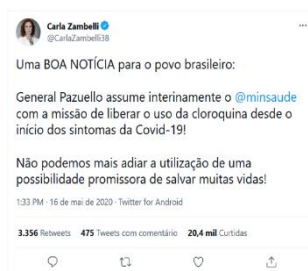 Carla Zambelli
@CarlaZambelli38
Uma BOA NOTÍCIA para o povo brasileiro:
General Pazuello assume interinamente o @minsaude
com a missão de liberar o uso da cloroquina desde o
início dos sintomas da Covid-19!
Não podemos mais adiar a utilização de uma
possibilidade promissora de salvar muitas vidas!
1:33 PM · 16 de mai de 2020 · Twitter for Android
3.356 Retweets 475 Tweets com comentário 20,4 mil Curtidas